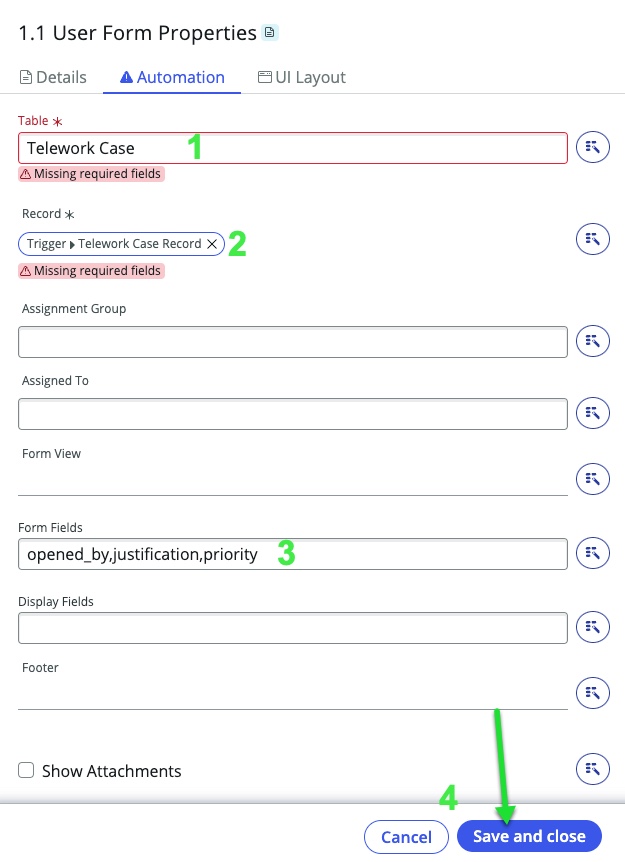 1.1 User Form Properties
Details Automation UI Layout
Table *
Telework Case 1
Missing required fields
Record *
Trigger ▸ Telework Case Record × 2
Missing required fields
Assignment Group
Assigned To
Form View
Form Fields
opened_by,justification,priority 3
Display Fields
Footer
Show Attachments
4
Cancel Save and close